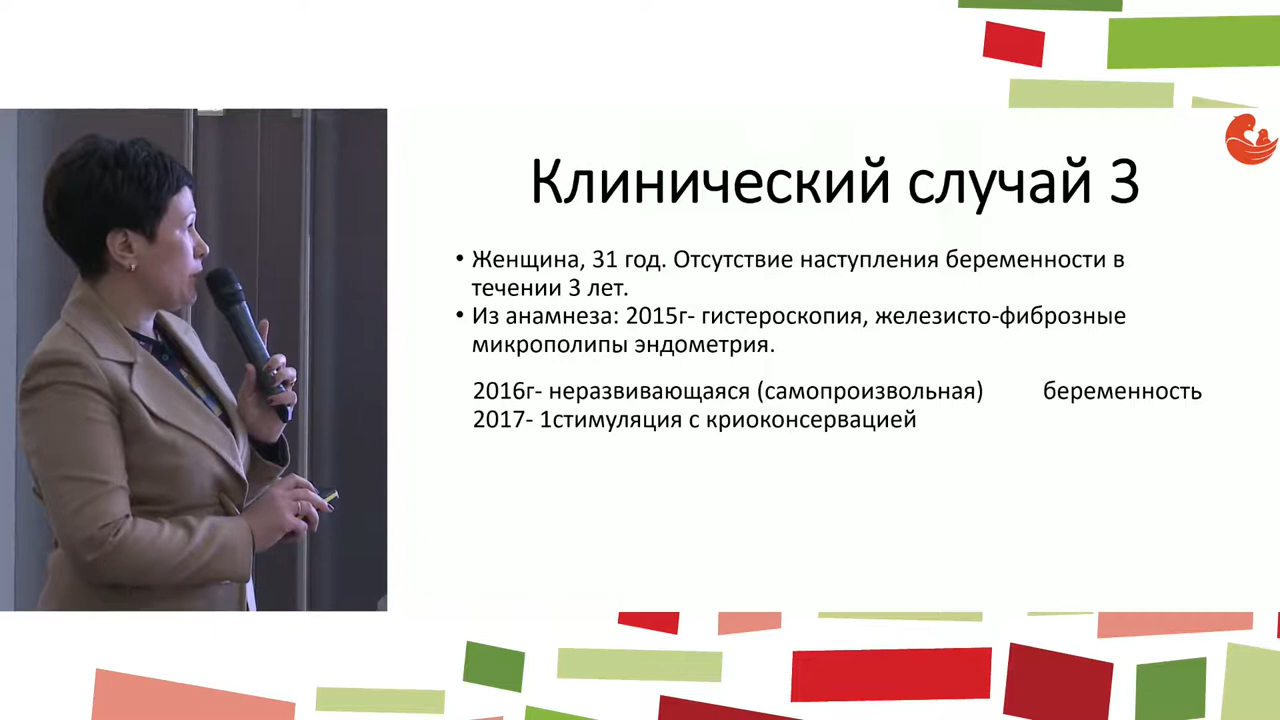 Клинический случай 3
• Женщина, 31 год. Отсутствие наступления беременности в
течении 3 лет.
• Из анамнеза: 2015г- гистероскопия, железисто-фиброзные
микрополипы эндометрия.
2016г- неразвивающаяся (самопроизвольная) беременность
2017- 1стимуляция с криоконсервацией